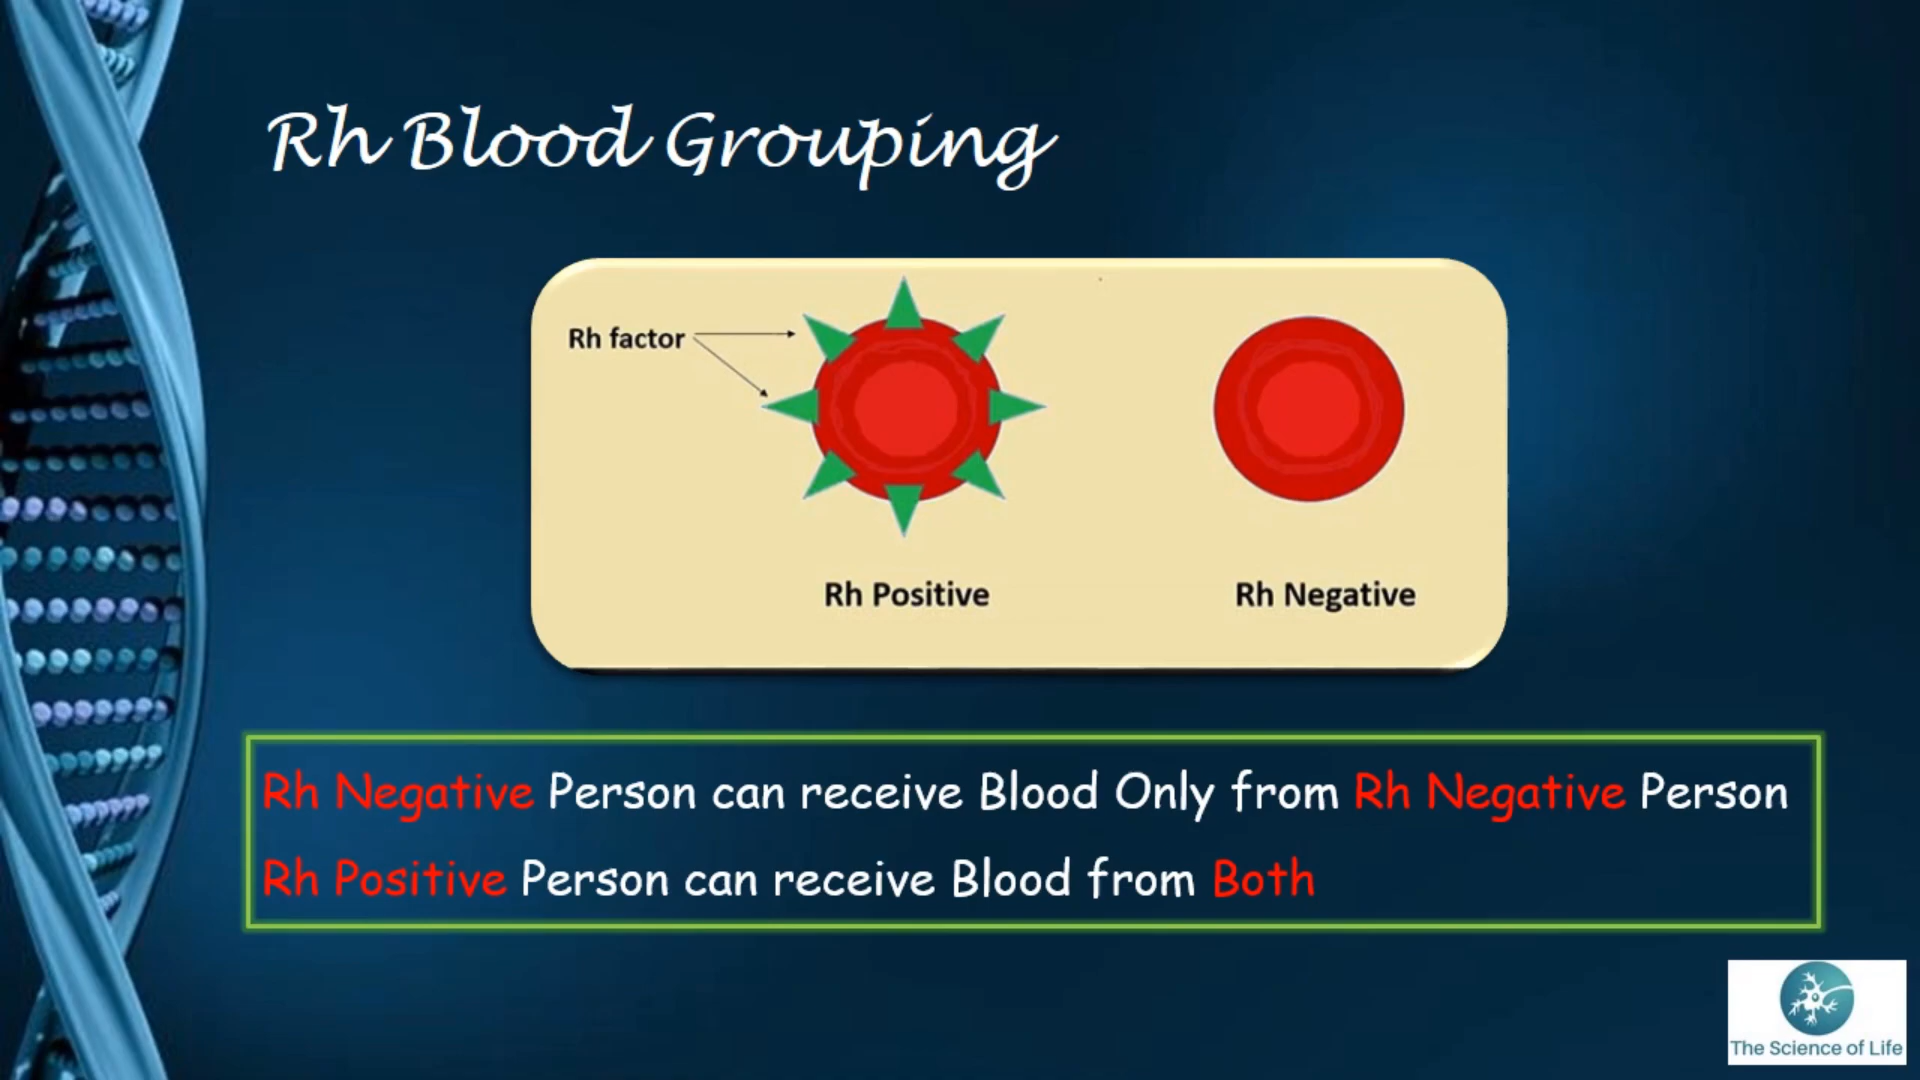 Rh Blood Grouping
Rh factor
Rh Positive
Rh Negative
Rh Negative Person can receive Blood Only from Rh Negative Person
Rh Positive Person can receive Blood from Both
The Science of Life